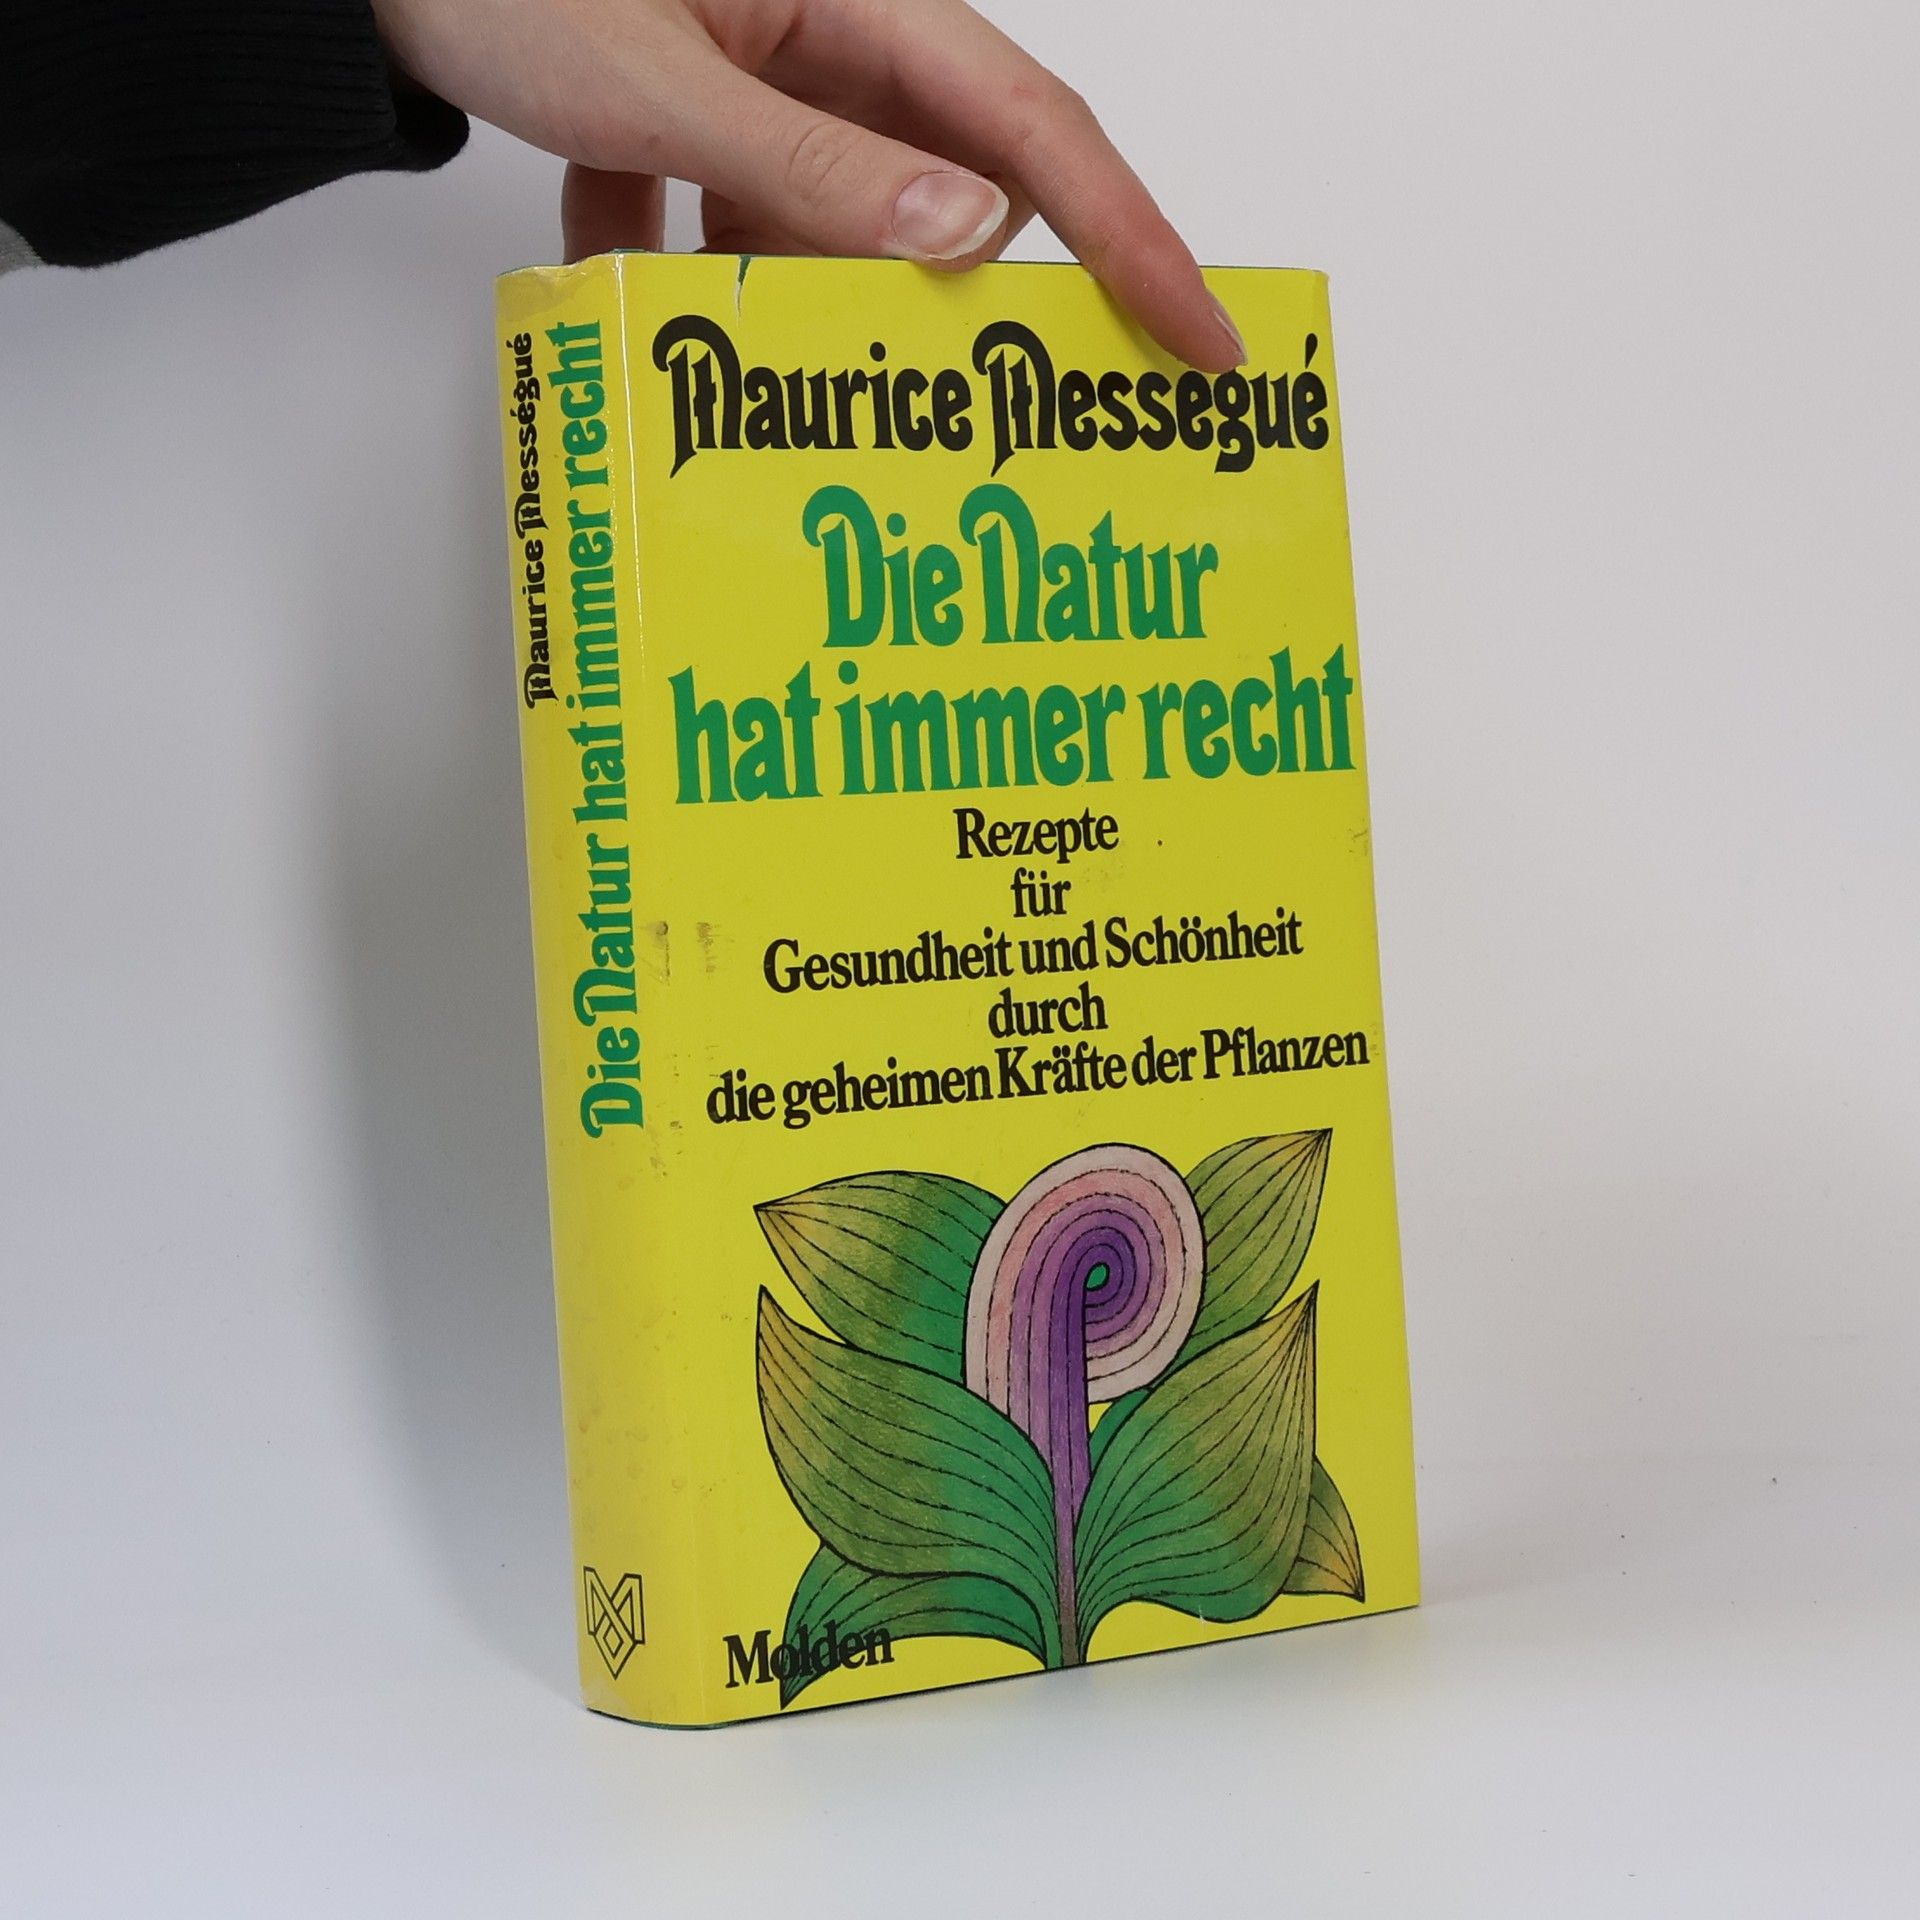 Maurice Mességué
Die Natur hat immer recht
Maurice Messegué
Die Natur
hat immer recht
Rezepte
für
Gesundheit und Schönheit
durch
die geheimen Kräfte der Pflanzen
Molden